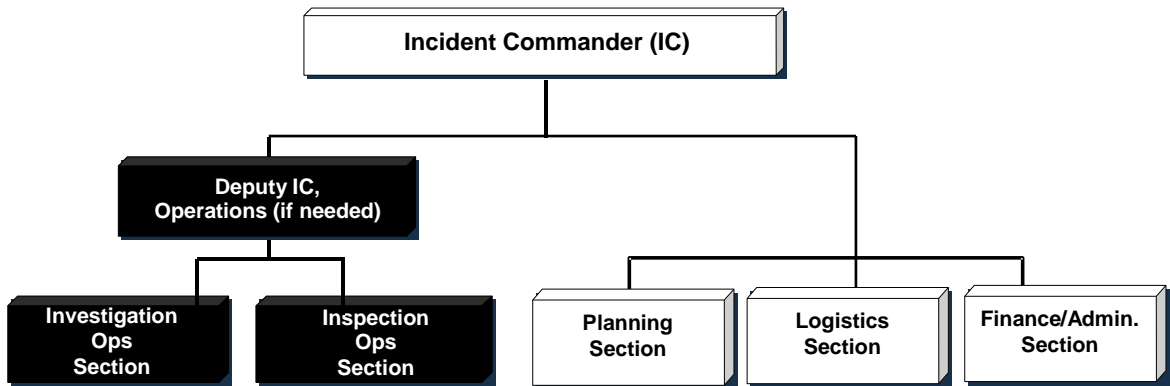 Incident Commander (IC)
Deputy IC,
Operations (if needed)
Investigation
Ops
Section
Inspection
Ops
Section
Planning
Section
Logistics
Section
Finance/Admin.
Section